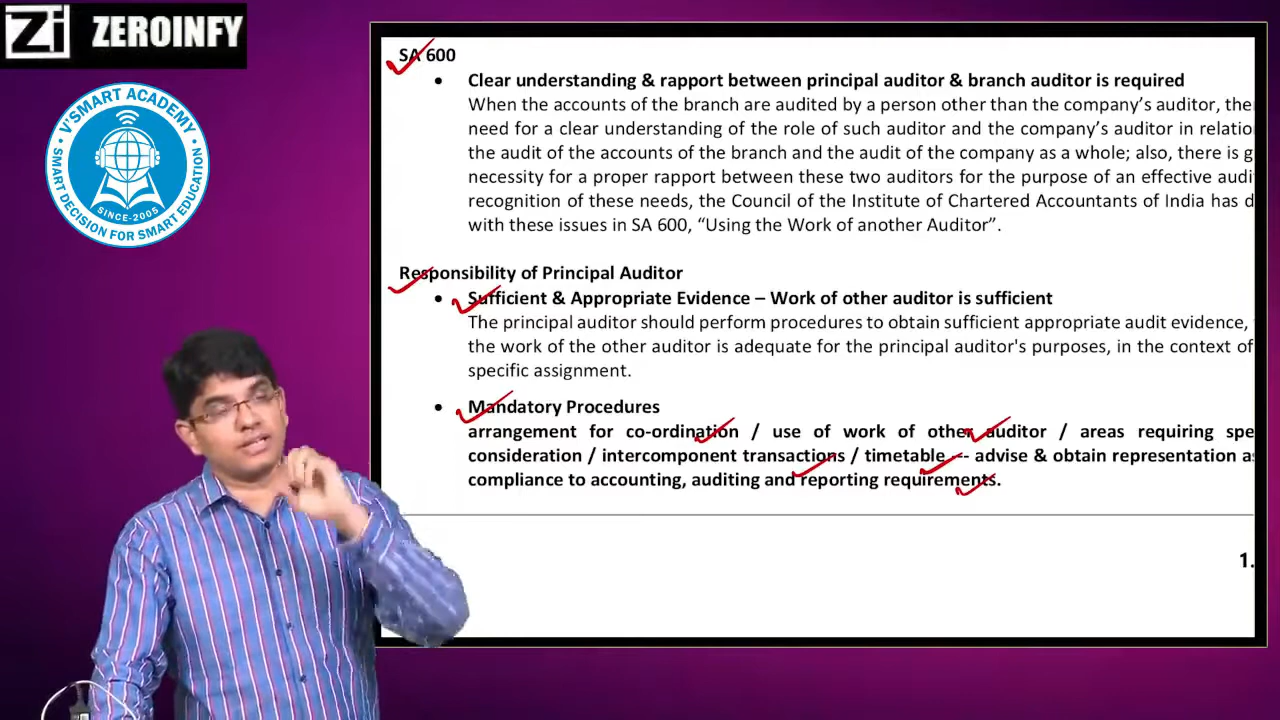 Zi ZEROINFY
V'SMART ACADEMY
SMART DECISION FOR SMART EDUCATION
SINCE-2005
SA 600
• Clear understanding & rapport between principal auditor & branch auditor is required
When the accounts of the branch are audited by a person other than the company's auditor, the
need for a clear understanding of the role of such auditor and the company's auditor in relatio
the audit of the accounts of the branch and the audit of the company as a whole; also, there is g
necessity for a proper rapport between these two auditors for the purpose of an effective audi
recognition of these needs, the Council of the Institute of Chartered Accountants of India has d
with these issues in SA 600, “Using the Work of another Auditor”.
Responsibility of Principal Auditor
• Sufficient & Appropriate Evidence – Work of other auditor is sufficient
The principal auditor should perform procedures to obtain sufficient appropriate audit evidence,
the work of the other auditor is adequate for the principal auditor's purposes, in the context of
specific assignment.
• Mandatory Procedures
arrangement for co-ordination / use of work of other auditor / areas requiring spe
consideration / intercomponent transactions / timetable -- advise & obtain representation as
compliance to accounting, auditing and reporting requirements.
1.